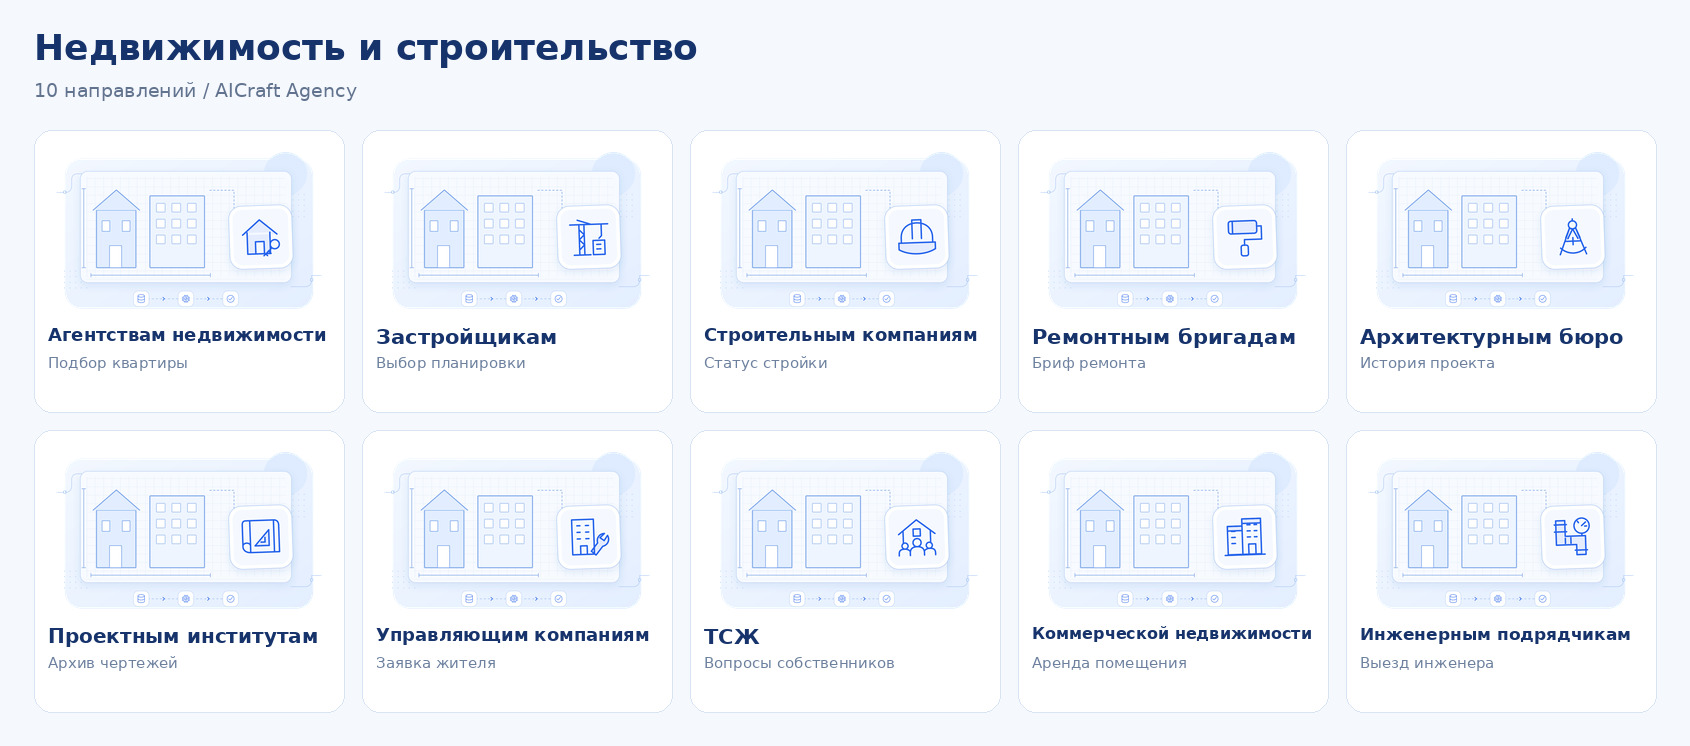 Недвижимость и строительство
10 направлений / AICraft Agency
Агентствам недвижимости
Подбор квартиры
Застройщикам
Выбор планировки
Строительным компаниям
Статус стройки
Ремонтным бригадам
Бриф ремонта
Архитектурным бюро
История проекта
Проектным институтам
Архив чертежей
Управляющим компаниям
Заявка жителя
ТСЖ
Вопросы собственников
Коммерческой недвижимости
Аренда помещения
Инженерным подрядчикам
Выезд инженера